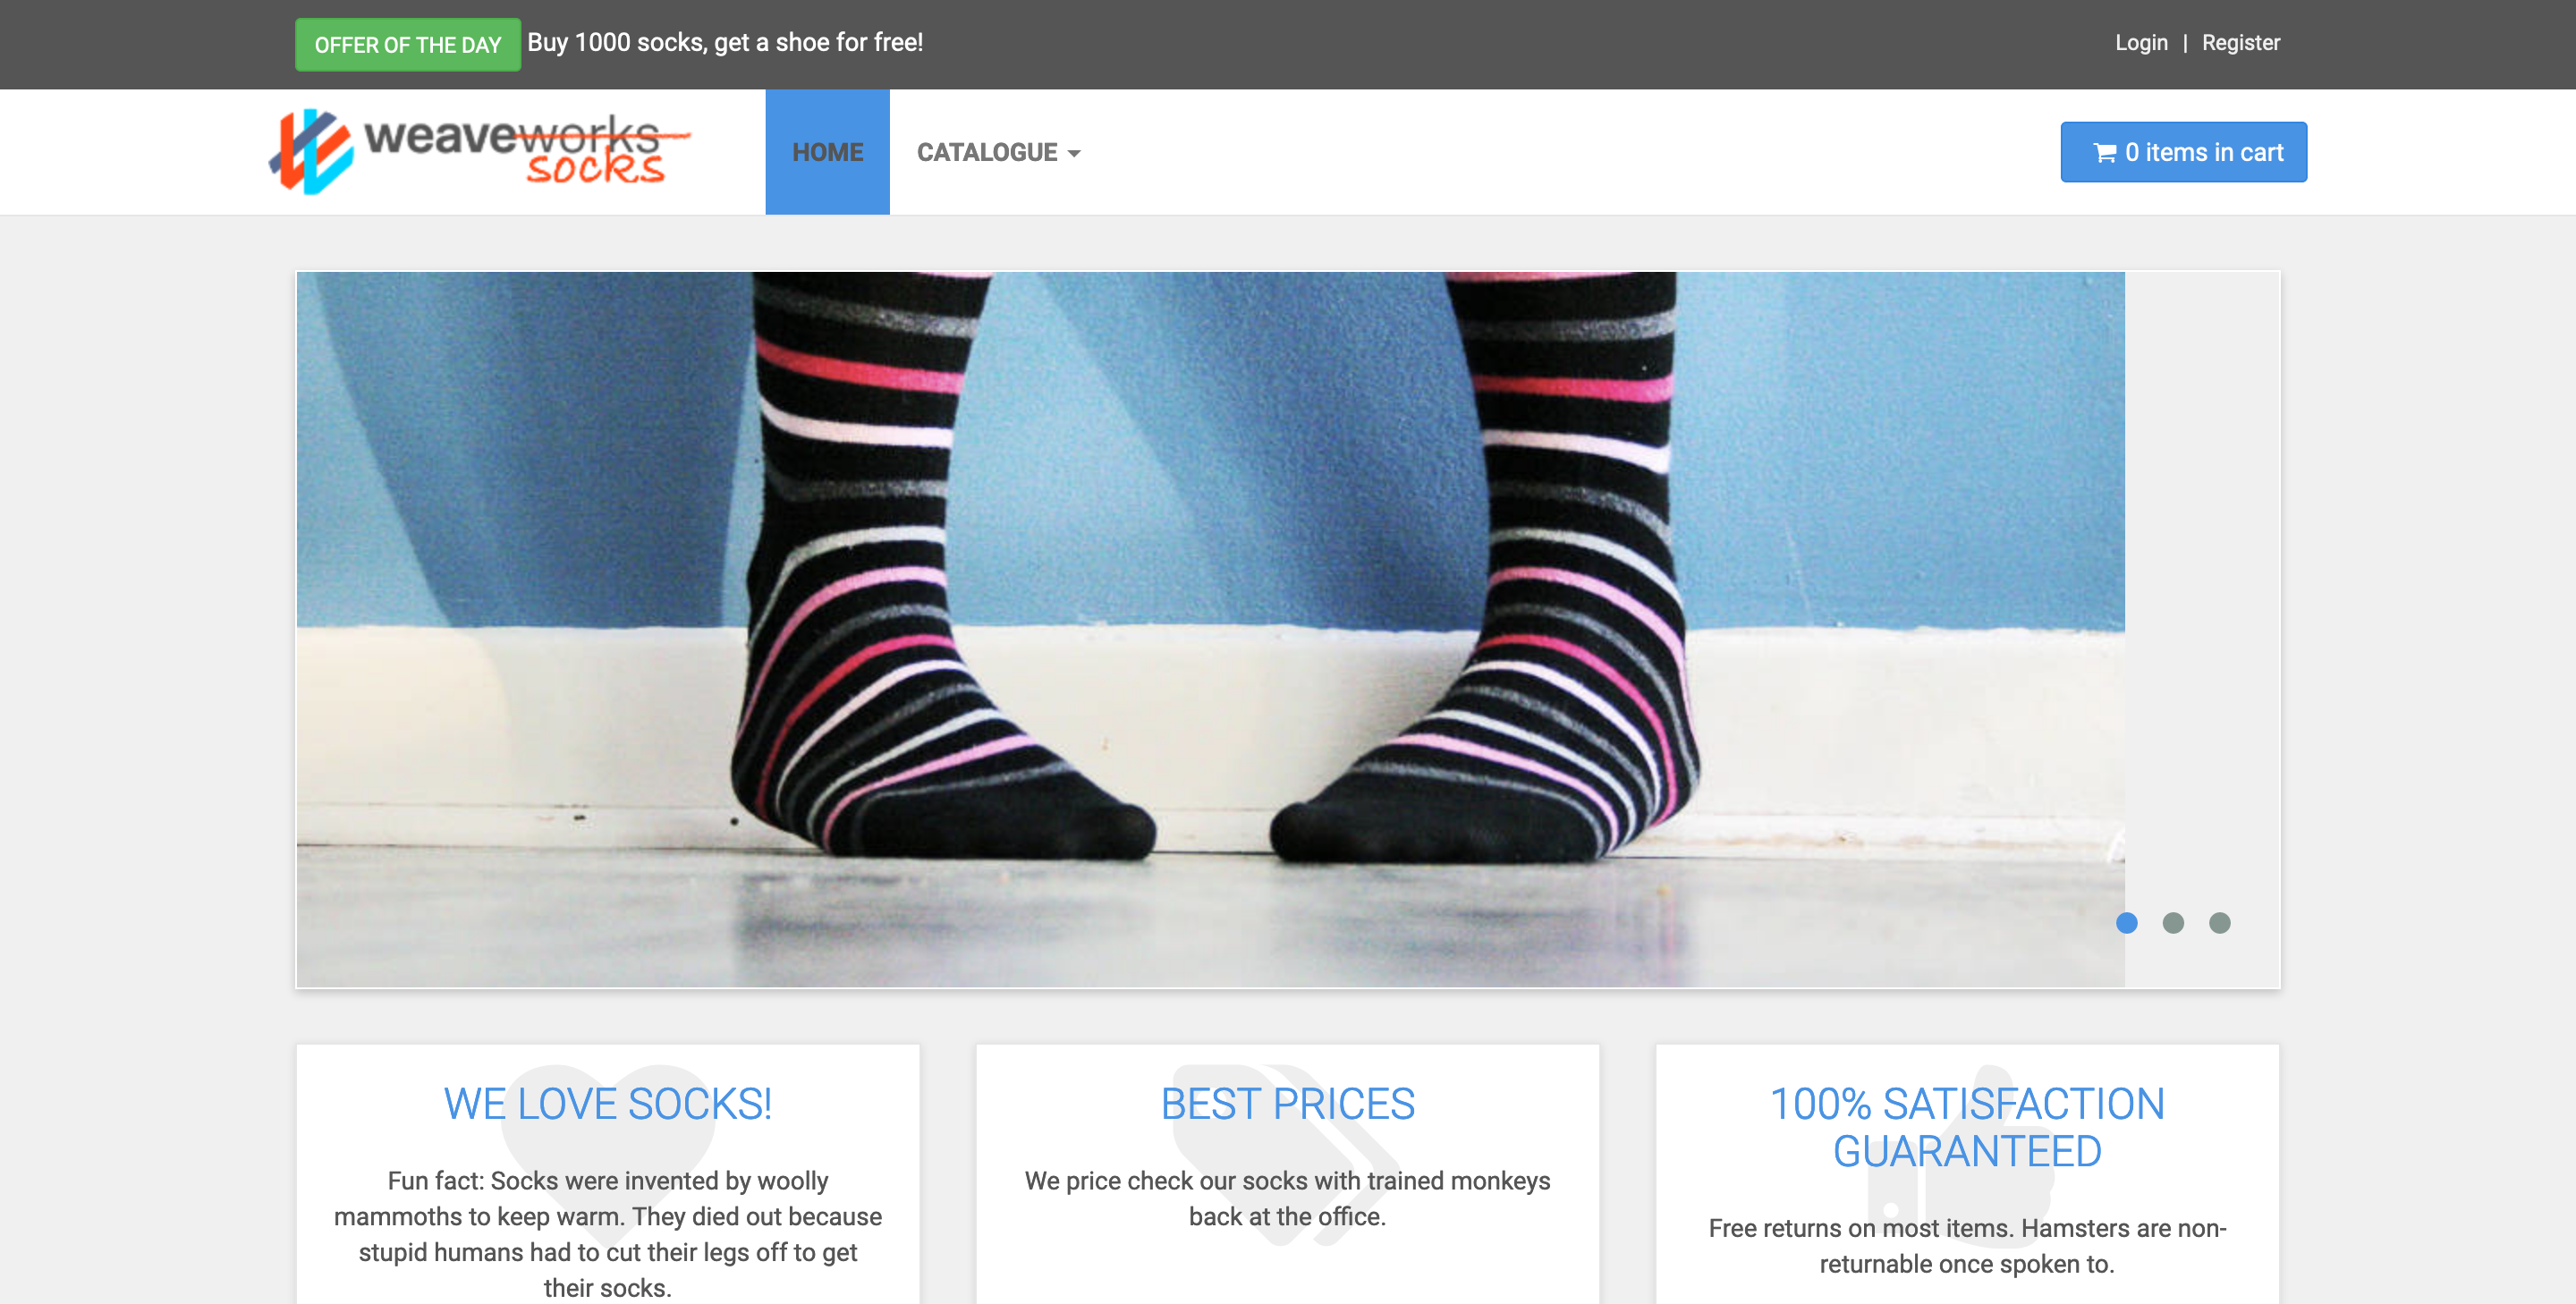 OFFER OF THE DAY Buy 1000 socks, get a shoe for free!
Login | Register
weaveworks
socks
HOME
CATALOGUE
0 items in cart
WE LOVE SOCKS!
Fun fact: Socks were invented by woolly
mammoths to keep warm. They died out because
stupid humans had to cut their legs off to get
their socks.
BEST PRICES
We price check our socks with trained monkeys
back at the office.
100% SATISFACTION
GUARANTEED
Free returns on most items. Hamsters are non-
returnable once spoken to.